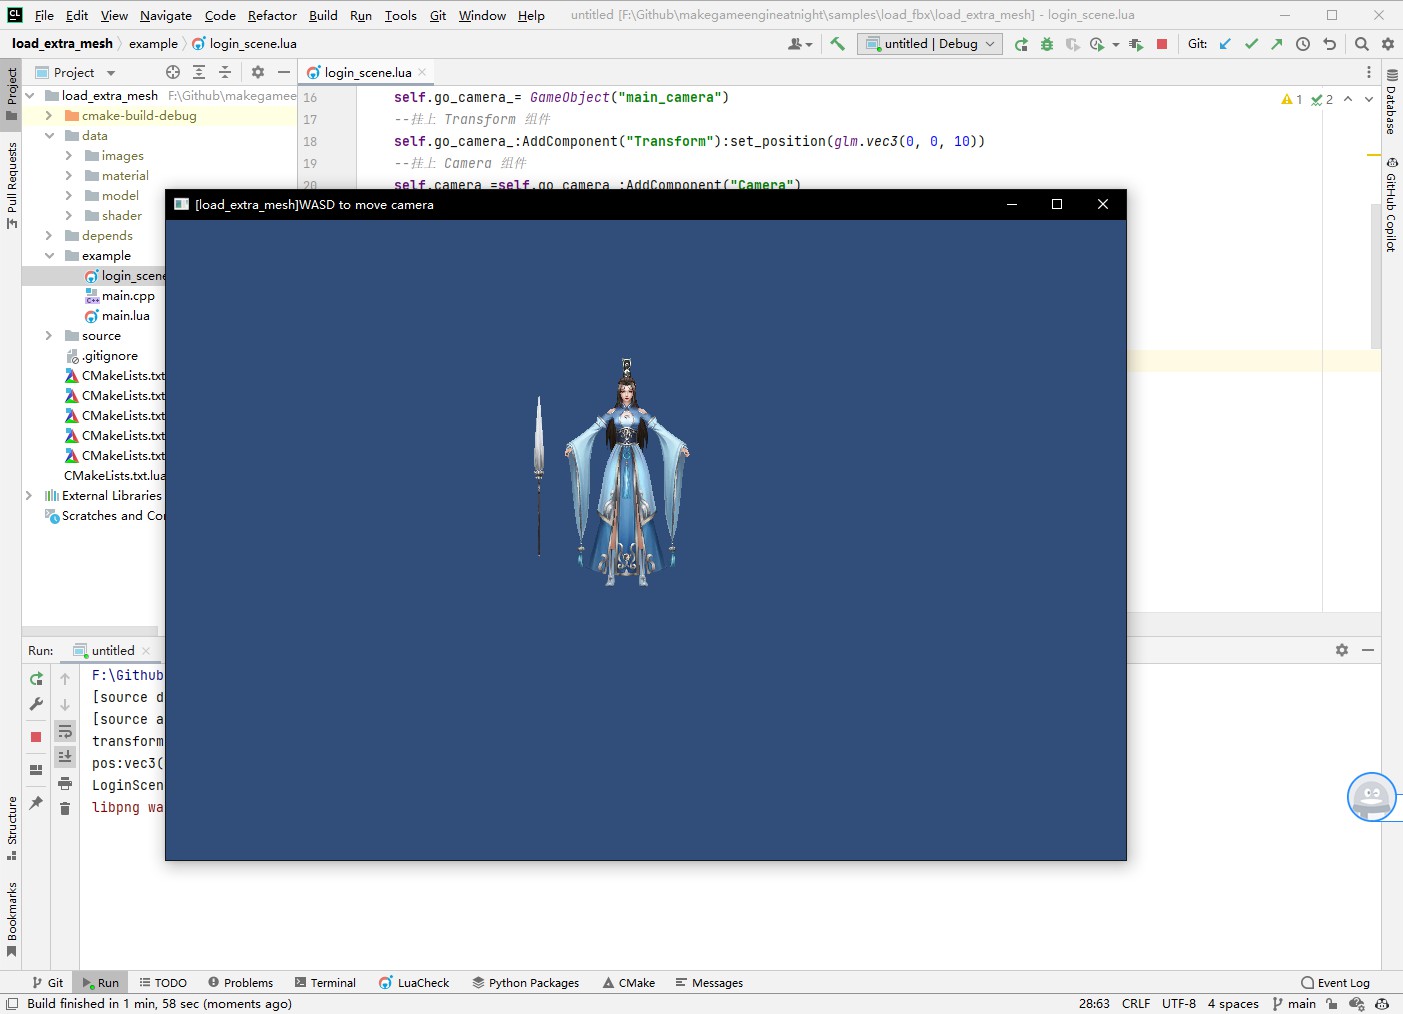 File Edit View Navigate Code Refactor Build Run Tools Git Window Help untitled [F:\Github\makegameengineatnight\samples\load_fbx\load_extra_mesh] - login_scene.lua
load_extra_mesh example login_scene.lua untitled | Debug Git:
Project
Pull Requests
Structure
Bookmarks
Project
load_extra_mesh F:\Github\makegamee
cmake-build-debug
data
images
material
model
shader
depends
example
login_scene
main.cpp
main.lua
source
.gitignore
CMakeLists.txt
CMakeLists.txt
CMakeLists.txt
CMakeLists.txt
CMakeLists.txt
CMakeLists.txt.lua
External Libraries
Scratches and Con
login_scene.lua
16 self.go_camera_= GameObject("main_camera")
17 --挂上 Transform 组件
18 self.go_camera_:AddComponent("Transform"):set_position(glm.vec3(0, 0, 10))
19 --挂上 Camera 组件
20 self.camera_=self.go_camera_:AddComponent("Camera")
1 2
Database
GitHub Copilot
[load_extra_mesh]WASD to move camera
Run: untitled
F:\Github
[source d
[source a
transform
pos:vec3(
LoginScen
libpng wa
Git Run TODO Problems Terminal LuaCheck Python Packages CMake Messages Event Log
Build finished in 1 min, 58 sec (moments ago) 28:63 CRLF UTF-8 4 spaces main